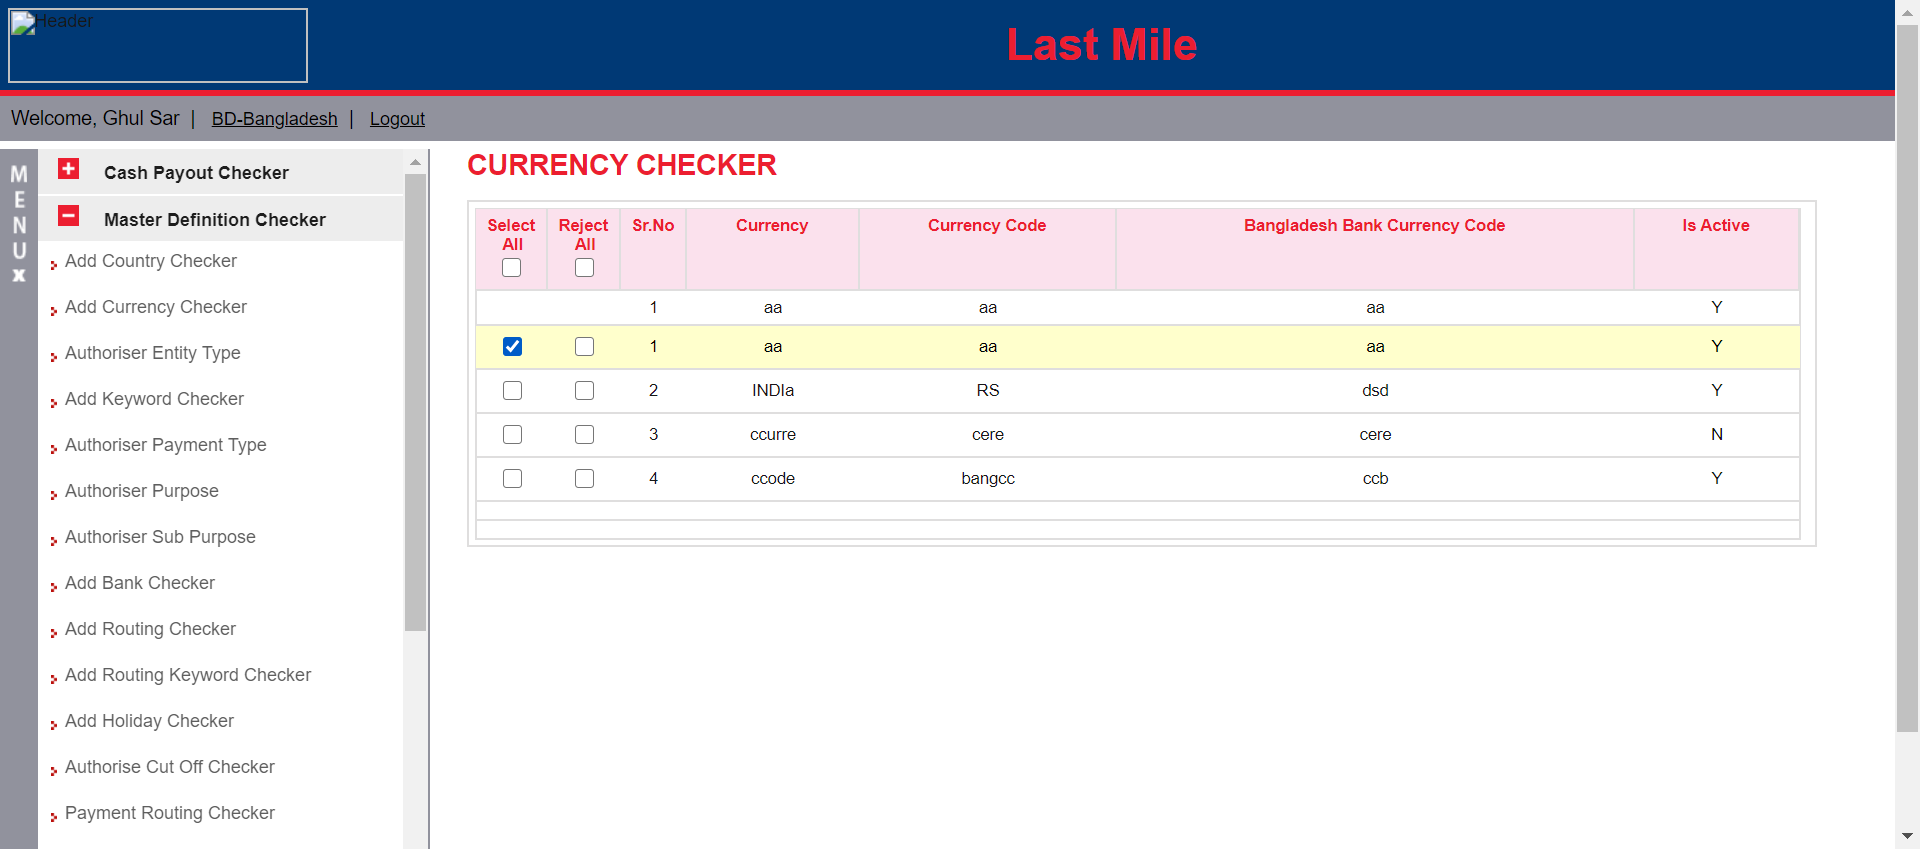 Header
Last Mile
Welcome, Ghul Sar | BD-Bangladesh | Logout
MENU x
Cash Payout Checker
Master Definition Checker
Add Country Checker
Add Currency Checker
Authoriser Entity Type
Add Keyword Checker
Authoriser Payment Type
Authoriser Purpose
Authoriser Sub Purpose
Add Bank Checker
Add Routing Checker
Add Routing Keyword Checker
Add Holiday Checker
Authorise Cut Off Checker
Payment Routing Checker
CURRENCY CHECKER
Select All Reject All Sr.No Currency Currency Code Bangladesh Bank Currency Code Is Active
1 aa aa aa Y
1 aa aa aa Y
2 INDIa RS dsd Y
3 ccurre cere cere N
4 ccode bangcc ccb Y